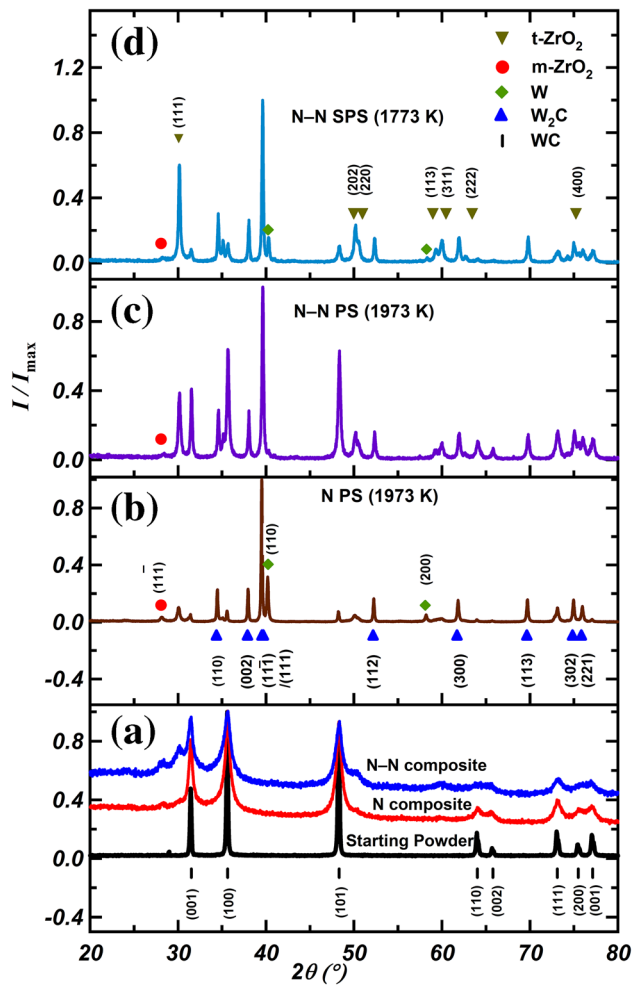 (d)
t-ZrO₂
m-ZrO₂
W
W₂C
WC
N–N SPS (1773 K)
(111)
(202)
(220)
(113)
(311)
(222)
(400)
1.2
0.8
0.4
0.0
(c)
N–N PS (1973 K)
0.8
0.4
0.0
I / Imax
(b)
N PS (1973 K)
(1̄11)
(110)
(200)
0.8
0.4
0.0
-0.4
(110)
(002)
(11̄1)
/(111)
(112)
(300)
(113)
(302)
(221)
(a)
N–N composite
N composite
Starting Powder
0.8
0.4
0.0
-0.4
(001)
(100)
(101)
(110)
(002)
(111)
(200)
(001)
20 30 40 50 60 70 80
2θ (°)